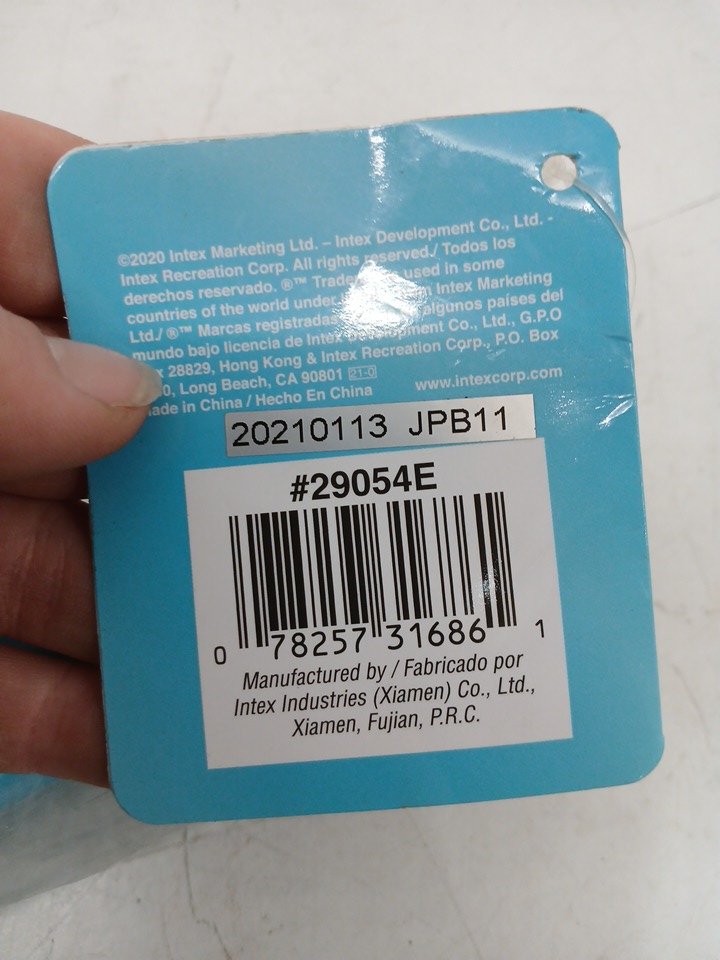 ©2020 Intex Marketing Ltd. – Intex Development Co., Ltd. -
Intex Recreation Corp. All rights reserved./ Todos los
derechos reservado. ®™ used in some
countries of the world under Intex Marketing
Ltd./ ®™ Marcas registradas algunos países del
mundo bajo licencia de Intex Development Co., Ltd., G.P.O
28829, Hong Kong & Intex Recreation Corp., P.O. Box
Long Beach, CA 90801 21-0
Made in China / Hecho En China www.intexcorp.com
20210113 JPB11
#29054E
0 78257 31686 1
Manufactured by / Fabricado por
Intex Industries (Xiamen) Co., Ltd.,
Xiamen, Fujian, P.R.C.